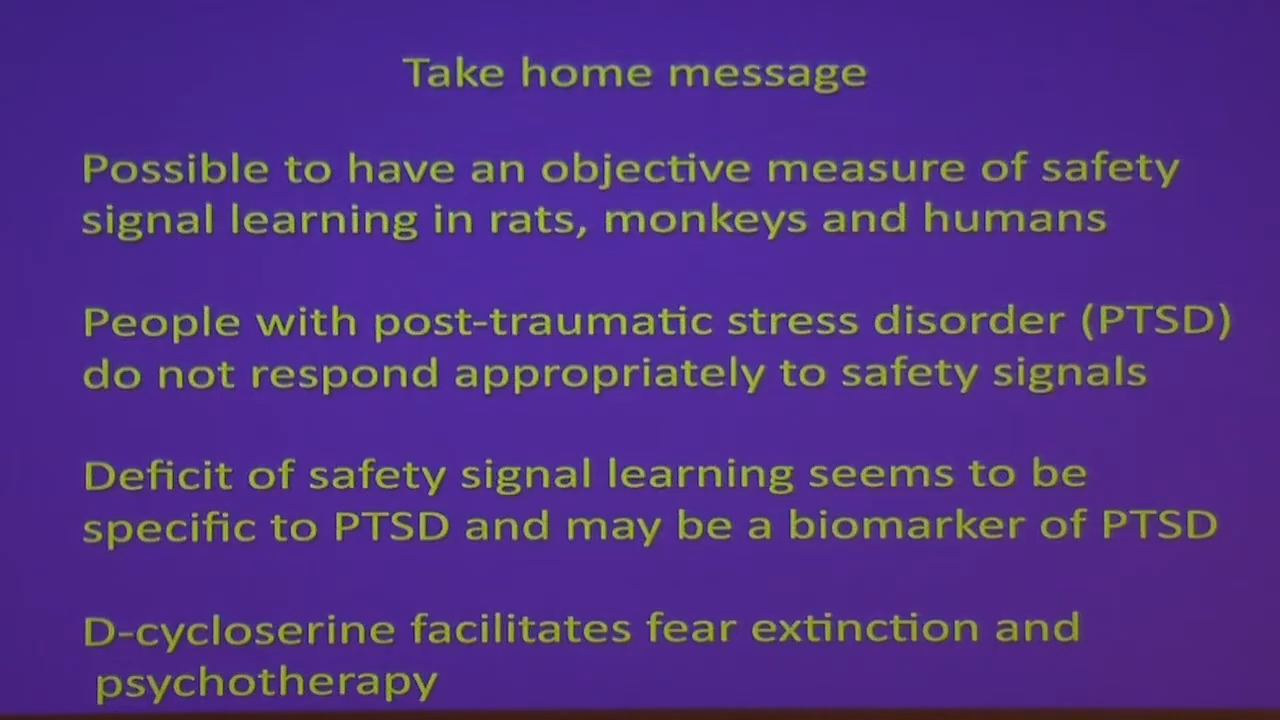 Take home message
Possible to have an objective measure of safety
signal learning in rats, monkeys and humans
People with post-traumatic stress disorder (PTSD)
do not respond appropriately to safety signals
Deficit of safety signal learning seems to be
specific to PTSD and may be a biomarker of PTSD
D-cycloserine facilitates fear extinction and
psychotherapy